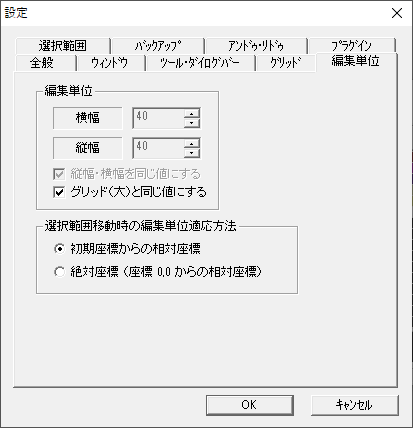 設定
選択範囲 ﾊﾞｯｸｱｯﾌﾟ ｱﾝﾄﾞｩ･ﾘﾄﾞｩ ﾌﾟﾗｸﾞｲﾝ
全般 ｳｨﾝﾄﾞｳ ﾂｰﾙ･ﾀﾞｲﾛｸﾞﾊﾞｰ ｸﾞﾘｯﾄﾞ 編集単位
編集単位
横幅 40
縦幅 40
縦幅・横幅を同じ値にする
グリッド(大)と同じ値にする
選択範囲移動時の編集単位適応方法
初期座標からの相対座標
絶対座標 (座標 0,0 からの相対座標)
OK ｷｬﾝｾﾙ